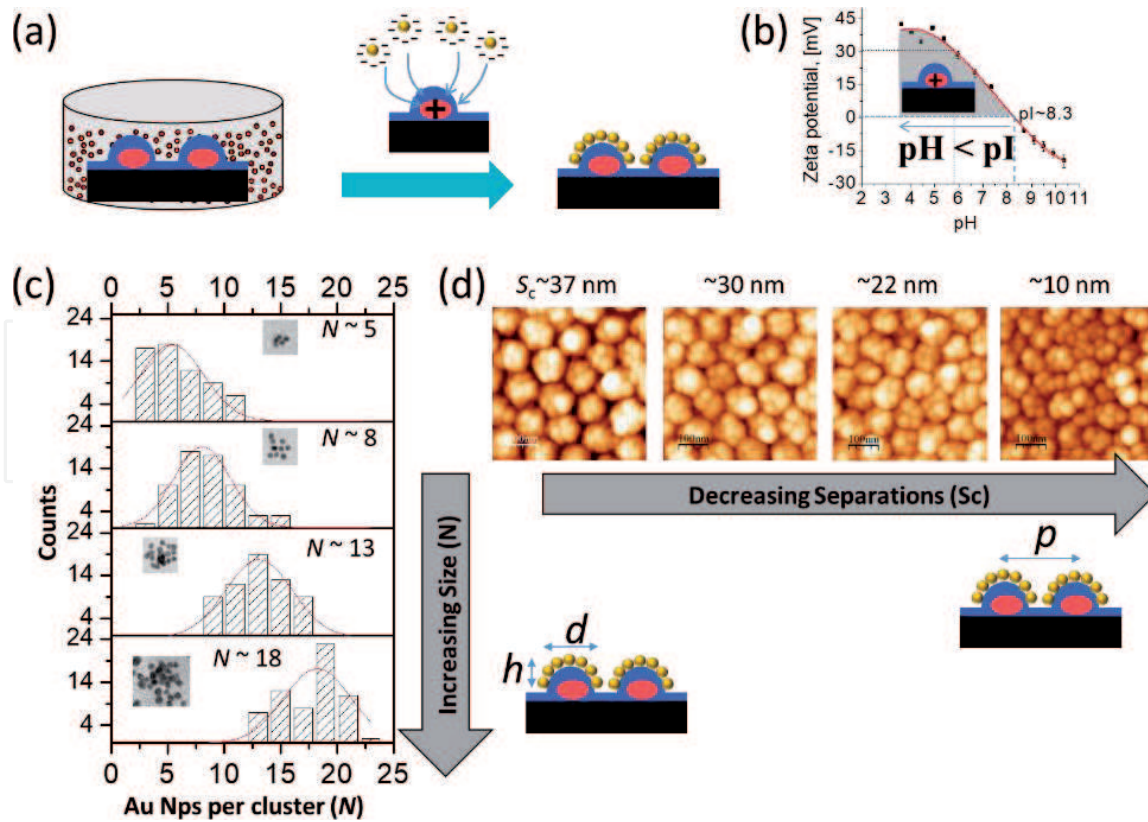 (a)
+
(b)
Zeta potential, [mV]
45
30
15
0
-15
-30
+
pI~8.3
pH < pI
2 3 4 5 6 7 8 9 10 11
pH
(c)
0 5 10 15 20 25
24
14
4
N ~ 5
24
14
4
N ~ 8
24
14
4
N ~ 13
24
14
4
N ~ 18
Counts
0 5 10 15 20 25
Au Nps per cluster (N)
Increasing Size (N)
(d)
Sc~37 nm ~30 nm ~22 nm ~10 nm
100nm 100nm 100nm
Decreasing Separations (Sc)
p
d
h